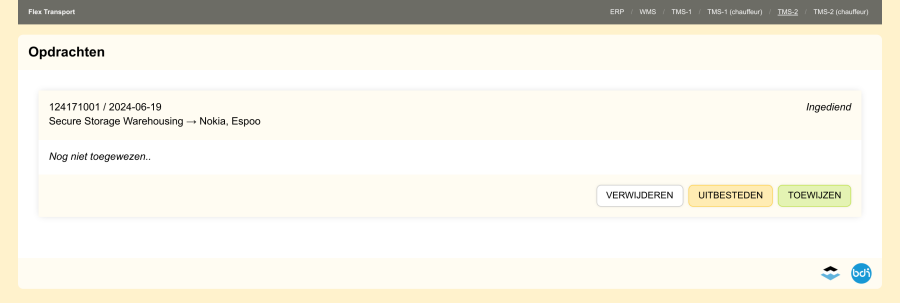 Flex Transport
ERP / WMS / TMS-1 / TMS-1 (chauffeur) / TMS-2 / TMS-2 (chauffeur)
Opdrachten
124171001 / 2024-06-19
Ingediend
Secure Storage Warehousing → Nokia, Espoo
Nog niet toegewezen..
VERWIJDEREN UITBESTEDEN TOEWIJZEN
bdi